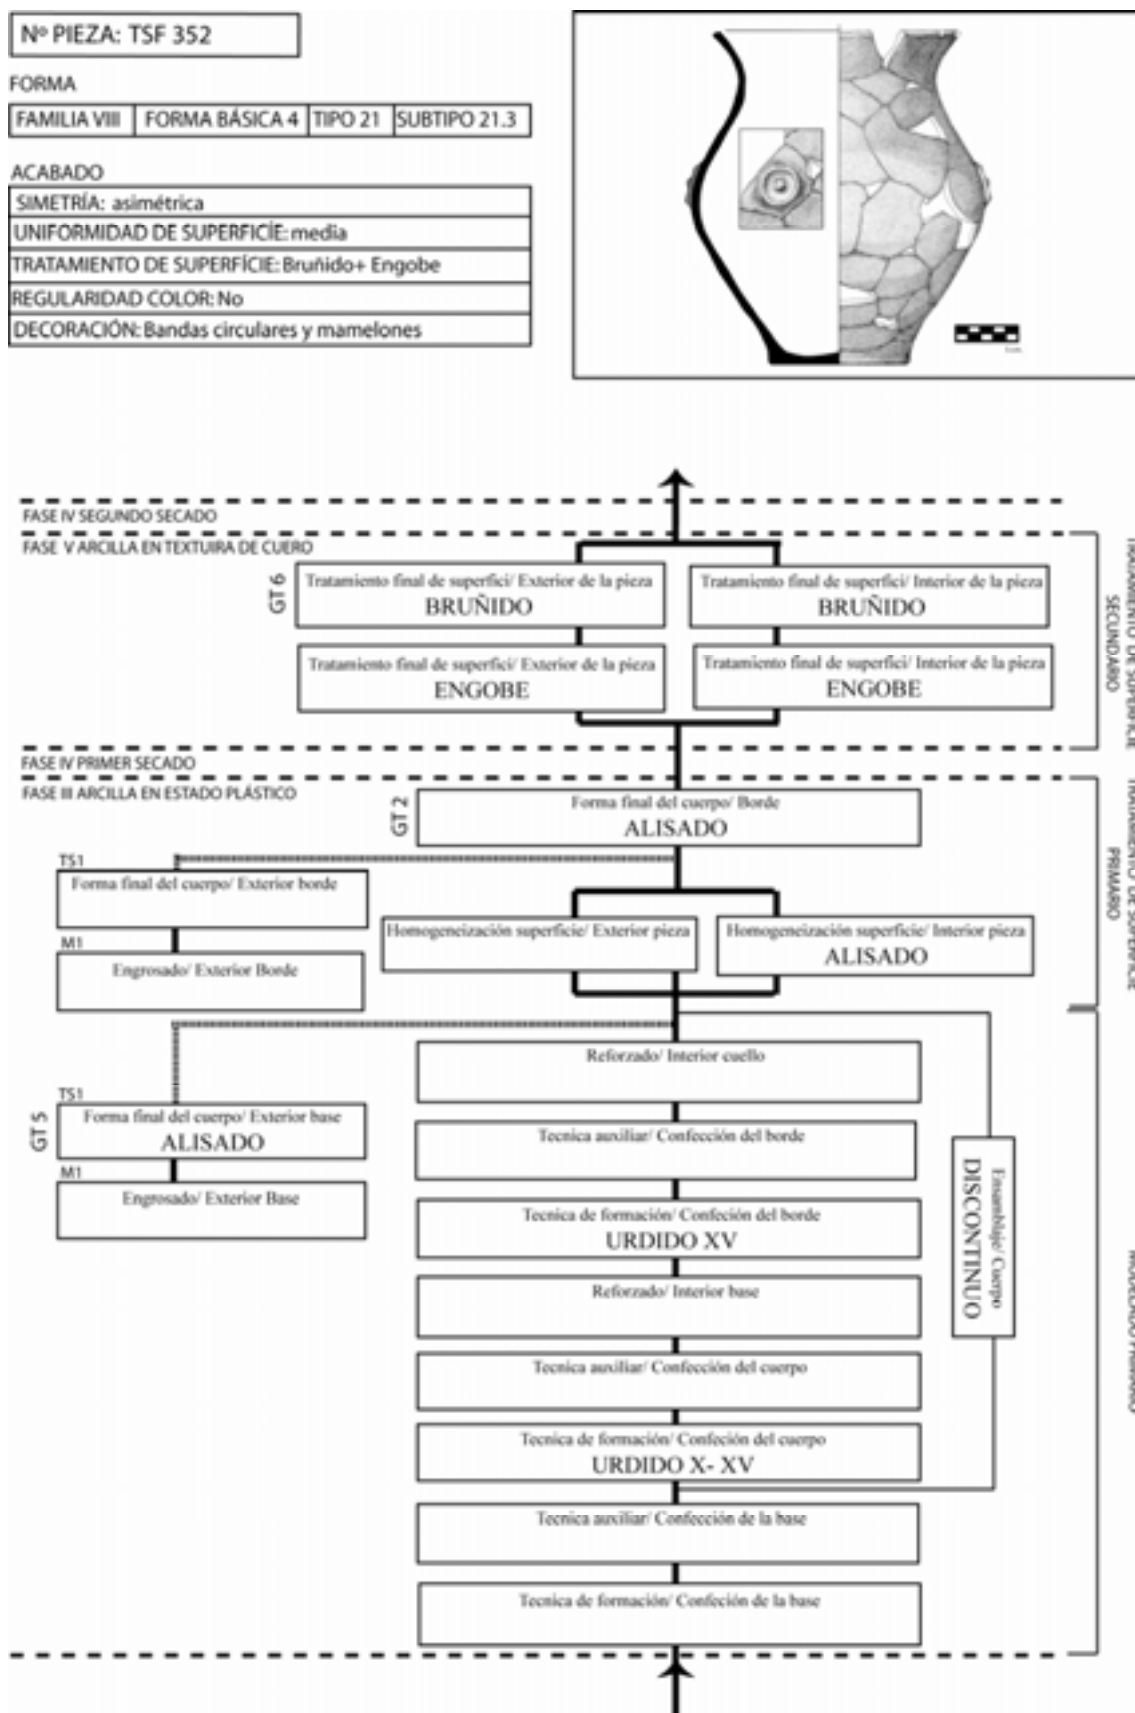 Nº PIEZA: TSF 352
FORMA
FAMILIA VIII FORMA BÁSICA 4 TIPO 21 SUBTIPO 21.3
ACABADO
SIMETRÍA: asimétrica
UNIFORMIDAD DE SUPERFICÍE: media
TRATAMIENTO DE SUPERFÍCIE: Bruñido+ Engobe
REGULARIDAD COLOR: No
DECORACIÓN: Bandas circulares y mamelones
FASE IV SEGUNDO SECADO
FASE V ARCILLA EN TEXTUIRA DE CUERO
GT 6
Tratamiento final de superfici/ Exterior de la pieza
BRUÑIDO
Tratamiento final de superfici/ Interior de la pieza
BRUÑIDO
Tratamiento final de superfici/ Exterior de la pieza
ENGOBE
Tratamiento final de superfici/ Interior de la pieza
ENGOBE
TRATAMIENTO DE SUPERFICIE
SECUNDARIO
FASE IV PRIMER SECADO
FASE III ARCILLA EN ESTADO PLÁSTICO
GT 2
Forma final del cuerpo/ Borde
ALISADO
TS1
Forma final del cuerpo/ Exterior borde
M1
Engrosado/ Exterior Borde
Homogeneización superficie/ Exterior pieza
Homogeneización superficie/ Interior pieza
ALISADO
TRATAMIENTO DE SUPERFICIE
PRIMARIO
Reforzado/ Interior cuello
GT 5
TS1
Forma final del cuerpo/ Exterior base
ALISADO
M1
Engrosado/ Exterior Base
Tecnica auxiliar/ Confección del borde
Tecnica de formación/ Confeción del borde
URDIDO XV
Reforzado/ Interior base
Tecnica auxiliar/ Confección del cuerpo
Tecnica de formación/ Confeción del cuerpo
URDIDO X- XV
Ensamblaje/ Cuerpo
DISCONTINUO
Tecnica auxiliar/ Confección de la base
Tecnica de formación/ Confeción de la base
MODELADO PRIMARIO